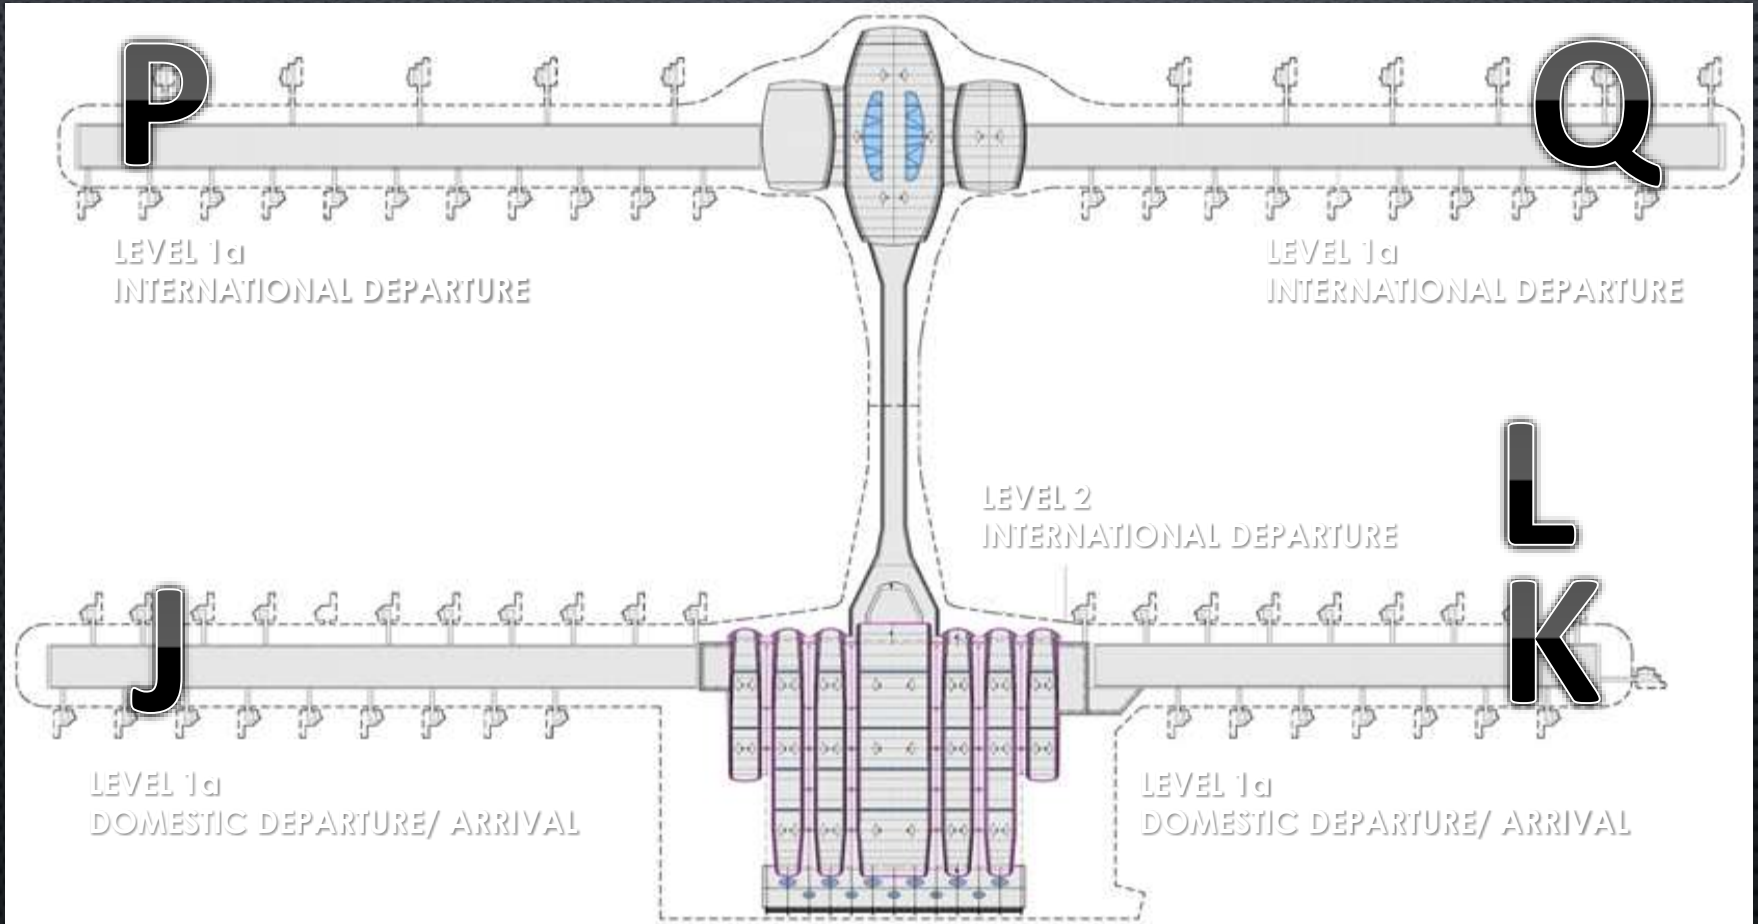 P
Q
LEVEL 1a
INTERNATIONAL DEPARTURE
LEVEL 1a
INTERNATIONAL DEPARTURE
L
LEVEL 2
INTERNATIONAL DEPARTURE
J
K
LEVEL 1a
DOMESTIC DEPARTURE/ ARRIVAL
LEVEL 1a
DOMESTIC DEPARTURE/ ARRIVAL